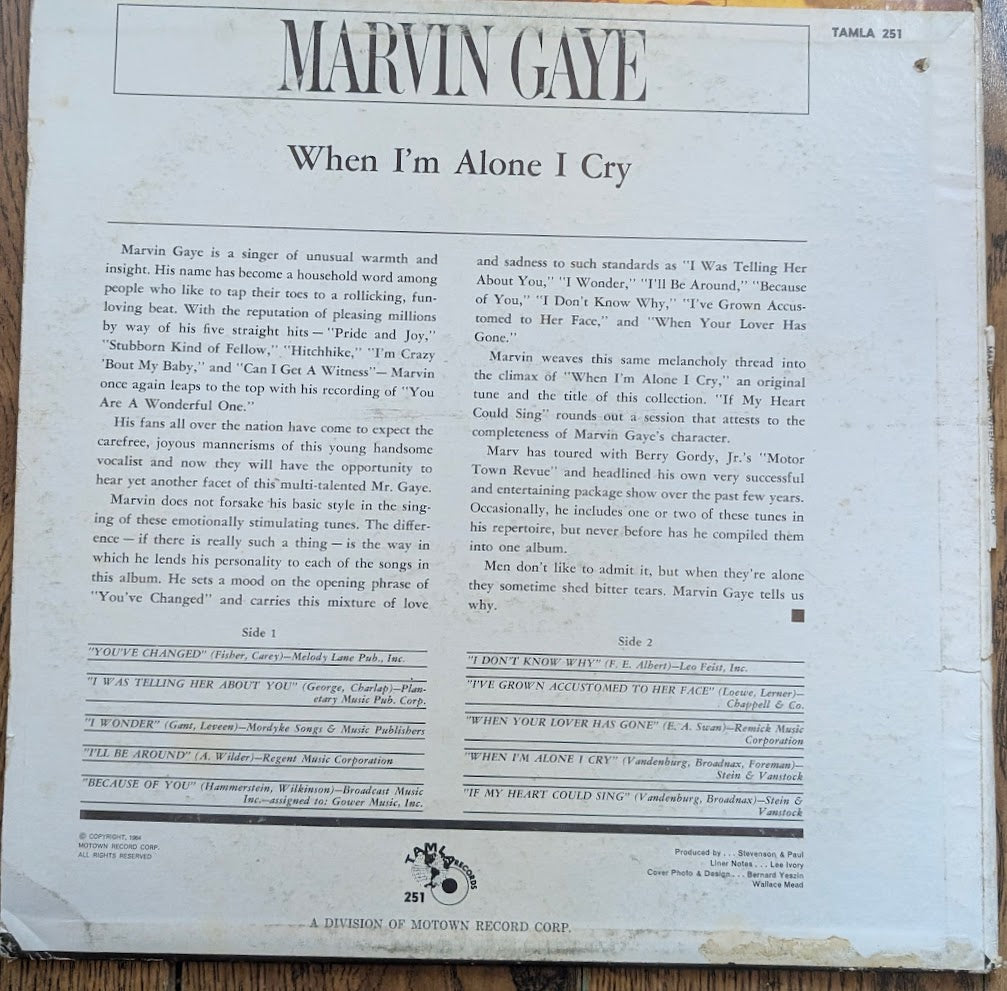 TAMLA 251
MARVIN GAYE
When I'm Alone I Cry
Marvin Gaye is a singer of unusual warmth and
insight. His name has become a household word among
people who like to tap their toes to a rollicking, fun-
loving beat. With the reputation of pleasing millions
by way of his five straight hits — "Pride and Joy,"
"Stubborn Kind of Fellow," "Hitchhike," "I'm Crazy
'Bout My Baby," and "Can I Get A Witness"— Marvin
once again leaps to the top with his recording of "You
Are A Wonderful One."
His fans all over the nation have come to expect the
carefree, joyous mannerisms of this young handsome
vocalist and now they will have the opportunity to
hear yet another facet of this multi-talented Mr. Gaye.
Marvin does not forsake his basic style in the sing-
ing of these emotionally stimulating tunes. The differ-
ence — if there is really such a thing — is the way in
which he lends his personality to each of the songs in
this album. He sets a mood on the opening phrase of
"You've Changed" and carries this mixture of love
and sadness to such standards as "I Was Telling Her
About You," "I Wonder," "I'll Be Around," "Because
of You," "I Don't Know Why," "I've Grown Accus-
tomed to Her Face," and "When Your Lover Has
Gone."
Marvin weaves this same melancholy thread into
the climax of "When I'm Alone I Cry," an original
tune and the title of this collection. "If My Heart
Could Sing" rounds out a session that attests to the
completeness of Marvin Gaye's character.
Marv has toured with Berry Gordy, Jr.'s "Motor
Town Revue" and headlined his own very successful
and entertaining package show over the past few years.
Occasionally, he includes one or two of these tunes in
his repertoire, but never before has he compiled them
into one album.
Men don't like to admit it, but when they're alone
they sometime shed bitter tears. Marvin Gaye tells us
why.
Side 1
"YOU'VE CHANGED" (Fisher, Carey)—Melody Lane Pub., Inc.
"I WAS TELLING HER ABOUT YOU" (George, Charlap)—Plan-
etary Music Pub. Corp.
"I WONDER" (Gant, Leveen)—Mordyke Songs & Music Publishers
"I'LL BE AROUND" (A. Wilder)—Regent Music Corporation
"BECAUSE OF YOU" (Hammerstein, Wilkinson)—Broadcast Music
Inc.—assigned to: Gower Music, Inc.
Side 2
"I DON'T KNOW WHY" (F. E. Albert)—Leo Feist, Inc.
"I'VE GROWN ACCUSTOMED TO HER FACE" (Loewe, Lerner)—
Chappell & Co.
"WHEN YOUR LOVER HAS GONE" (E. A. Swan)—Remick Music
Corporation
"WHEN I'M ALONE I CRY" (Vandenburg, Broadnax, Foreman)—
Stein & Vanstock
"IF MY HEART COULD SING" (Vandenburg, Broadnax)—Stein &
Vanstock
© COPYRIGHT, 1964
MOTOWN RECORD CORP.
ALL RIGHTS RESERVED
TAMLA RECORDS
251
Produced by . . . Stevenson & Paul
Liner Notes . . . Lee Ivory
Cover Photo & Design . . . Bernard Yeszin
Wallace Mead
A DIVISION OF MOTOWN RECORD CORP.